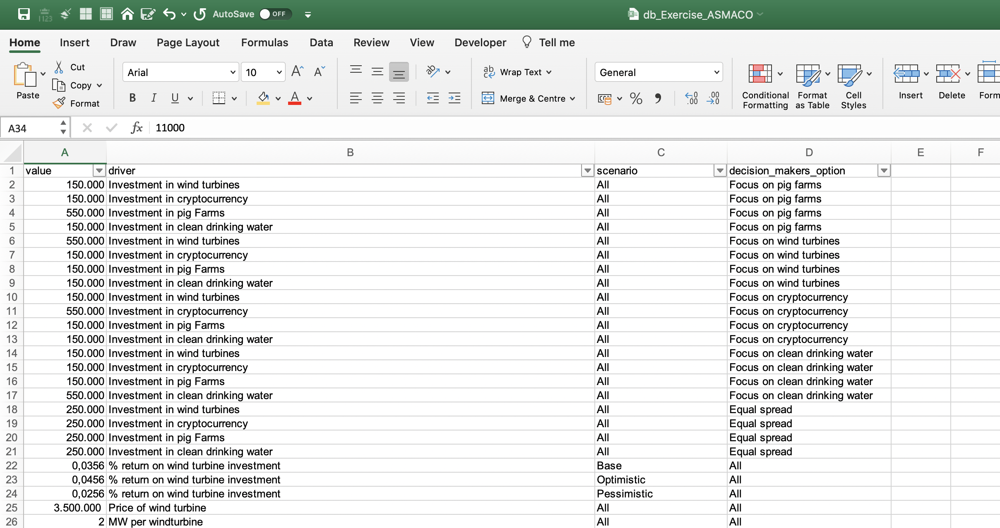 AutoSave OFF
db_Exercise_ASMACO
Home Insert Draw Page Layout Formulas Data Review View Developer Tell me
Paste
Cut
Copy
Format
Arial 10
B I U
Wrap Text
Merge & Centre
General
Conditional Formatting
Format as Table
Cell Styles
Insert
Delete
Form
A34 fx 11000
A B C D E F
1 value driver scenario decision_makers_option
2 150.000 Investment in wind turbines All Focus on pig farms
3 150.000 Investment in cryptocurrency All Focus on pig farms
4 550.000 Investment in pig Farms All Focus on pig farms
5 150.000 Investment in clean drinking water All Focus on pig farms
6 550.000 Investment in wind turbines All Focus on wind turbines
7 150.000 Investment in cryptocurrency All Focus on wind turbines
8 150.000 Investment in pig Farms All Focus on wind turbines
9 150.000 Investment in clean drinking water All Focus on wind turbines
10 150.000 Investment in wind turbines All Focus on cryptocurrency
11 550.000 Investment in cryptocurrency All Focus on cryptocurrency
12 150.000 Investment in pig Farms All Focus on cryptocurrency
13 150.000 Investment in clean drinking water All Focus on cryptocurrency
14 150.000 Investment in wind turbines All Focus on clean drinking water
15 150.000 Investment in cryptocurrency All Focus on clean drinking water
16 150.000 Investment in pig Farms All Focus on clean drinking water
17 550.000 Investment in clean drinking water All Focus on clean drinking water
18 250.000 Investment in wind turbines All Equal spread
19 250.000 Investment in cryptocurrency All Equal spread
20 250.000 Investment in pig Farms All Equal spread
21 250.000 Investment in clean drinking water All Equal spread
22 0,0356 % return on wind turbine investment Base All
23 0,0456 % return on wind turbine investment Optimistic All
24 0,0256 % return on wind turbine investment Pessimistic All
25 3.500.000 Price of wind turbine All All
26 2 MW per windturbine All All